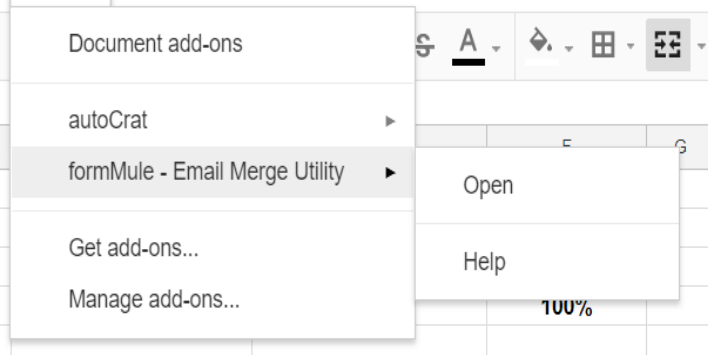 Document add-ons
S A
autoCrat
formMule - Email Merge Utility
G
Open
Get add-ons...
Help
Manage add-ons...
100%